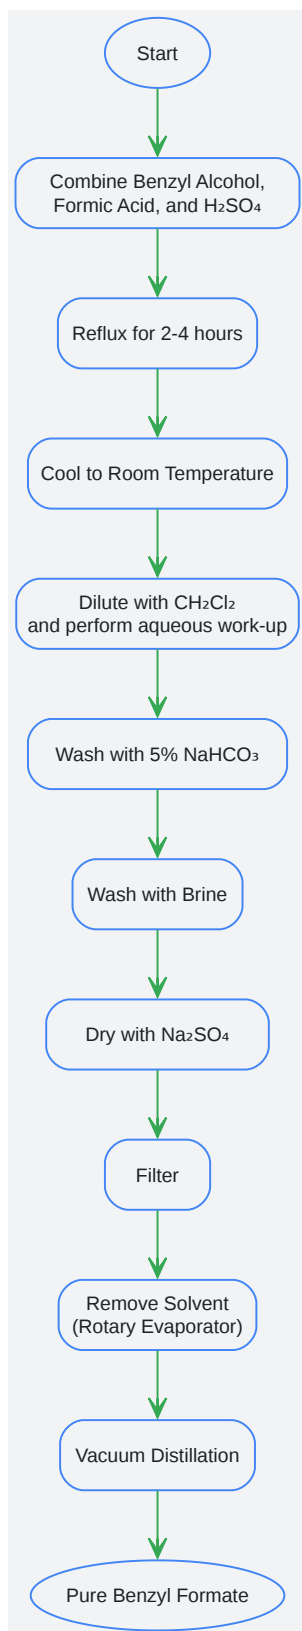 Start
Combine Benzyl Alcohol,
Formic Acid, and H₂SO₄
Reflux for 2-4 hours
Cool to Room Temperature
Dilute with CH₂Cl₂
and perform aqueous work-up
Wash with 5% NaHCO₃
Wash with Brine
Dry with Na₂SO₄
Filter
Remove Solvent
(Rotary Evaporator)
Vacuum Distillation
Pure Benzyl Formate